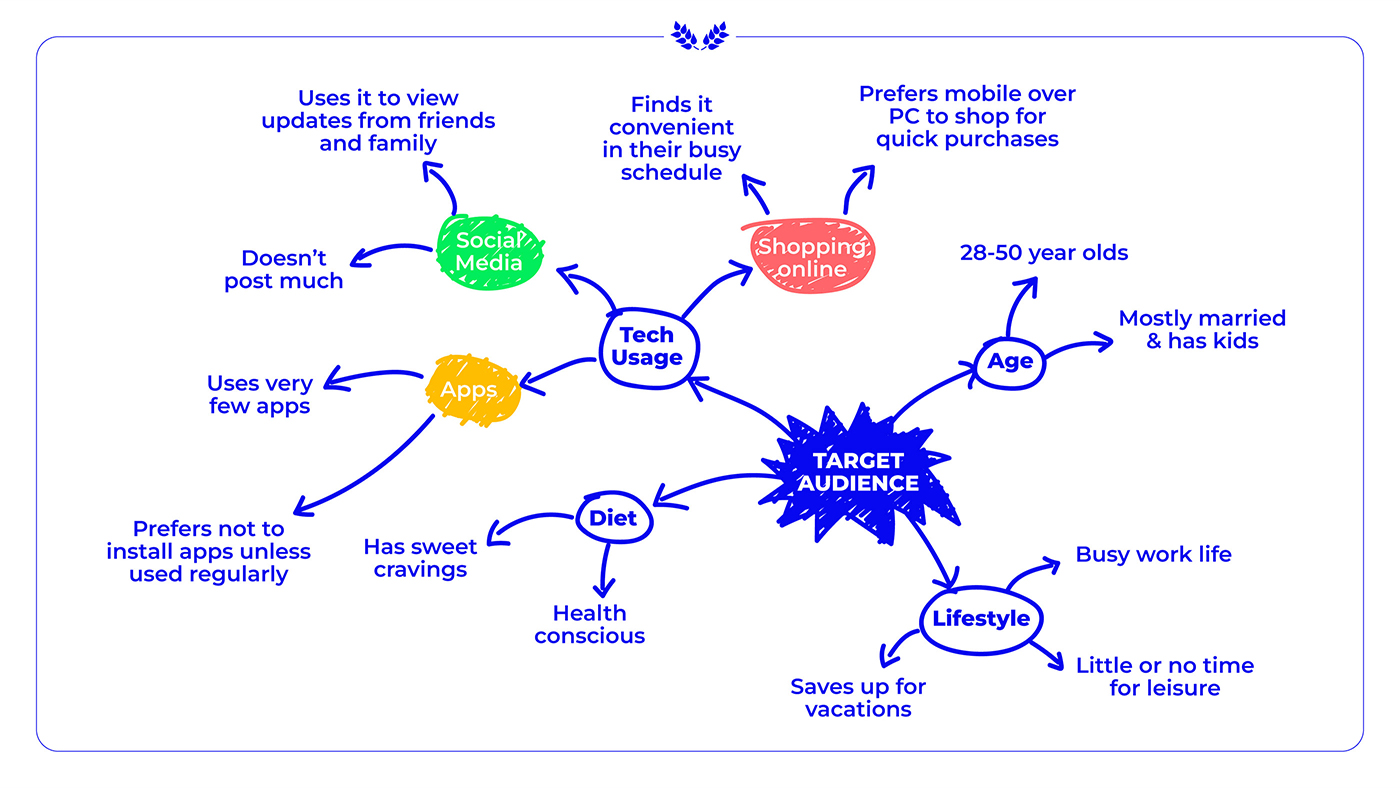 Uses it to view
updates from friends
and family
Finds it
convenient
in their busy
schedule
Prefers mobile over
PC to shop for
quick purchases
Social
Media
Shopping
online
Doesn’t
post much
28-50 year olds
Mostly married
& has kids
Tech
Usage
Age
Uses very
few apps
Apps
TARGET
AUDIENCE
Diet
Prefers not to
install apps unless
used regularly
Has sweet
cravings
Health
conscious
Lifestyle
Busy work life
Little or no time
for leisure
Saves up for
vacations